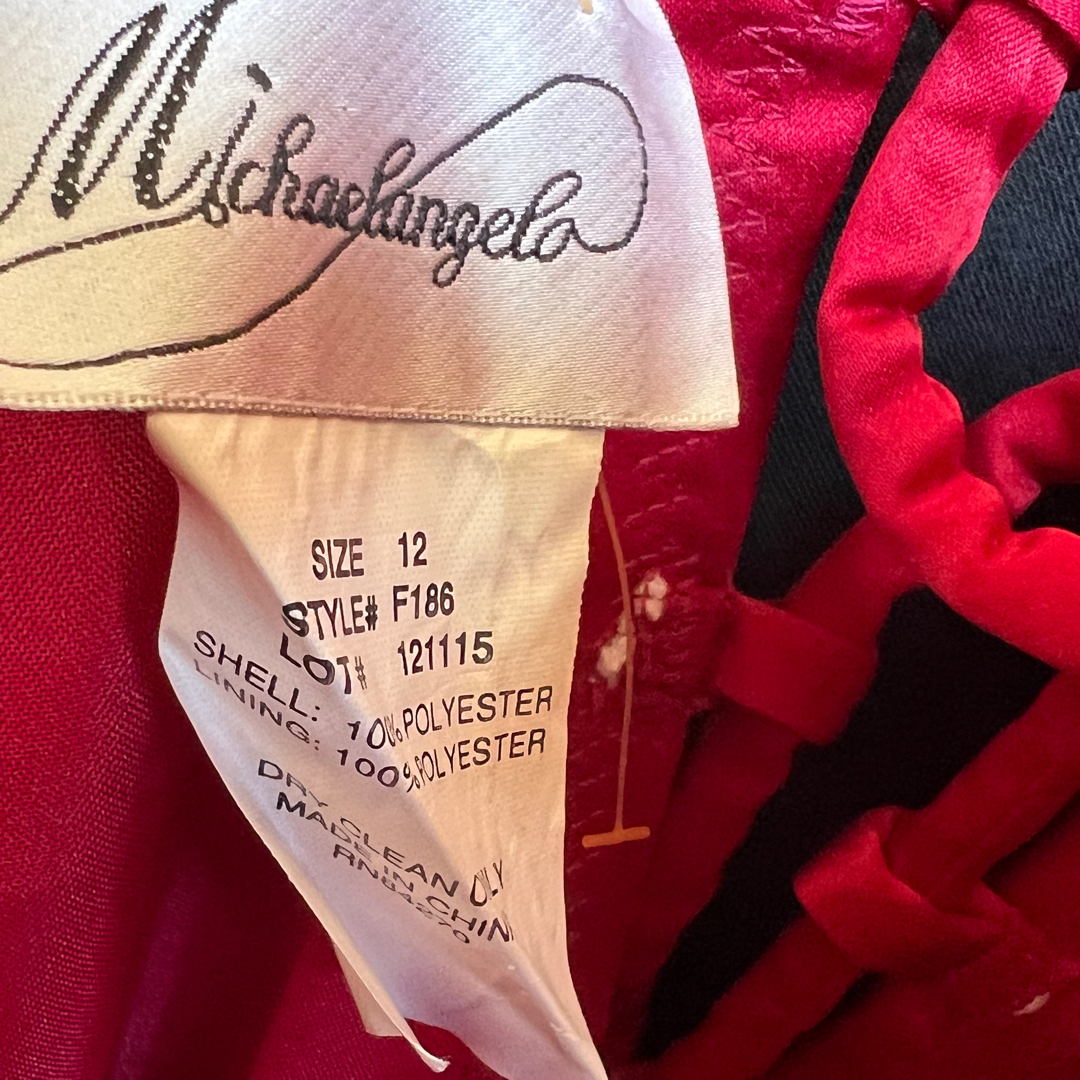 Michaelangelo
SIZE 12
STYLE# F186
LOT# 121115
SHELL: 100%POLYESTER
LINING: 100%POLYESTER
DRY CLEAN ONLY
MADE IN CHINA
RN84270